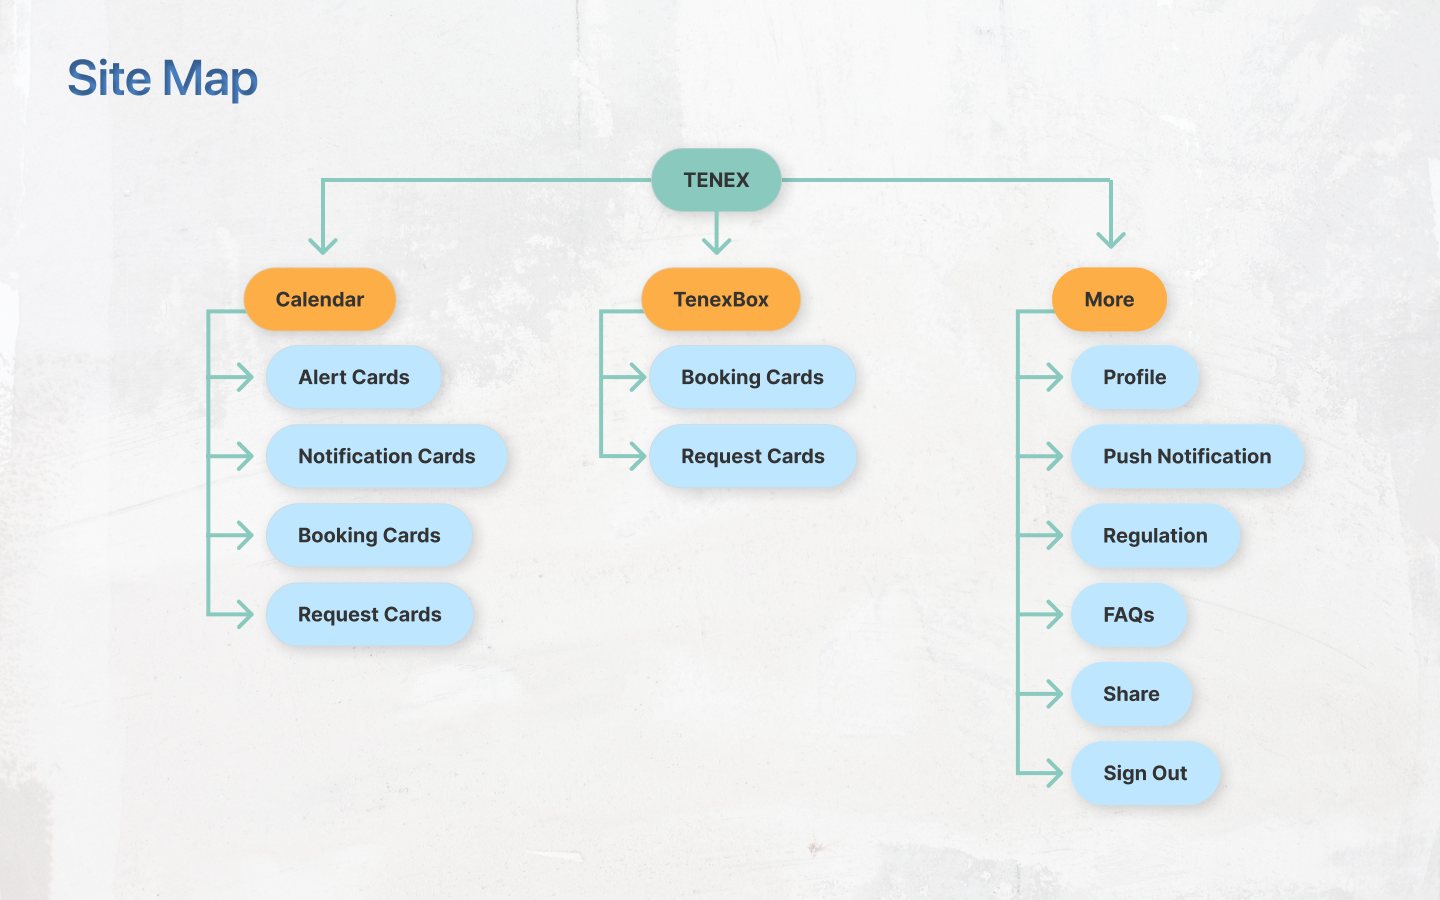 Site Map
TENEX
Calendar
Alert Cards
Notification Cards
Booking Cards
Request Cards
TenexBox
Booking Cards
Request Cards
More
Profile
Push Notification
Regulation
FAQs
Share
Sign Out